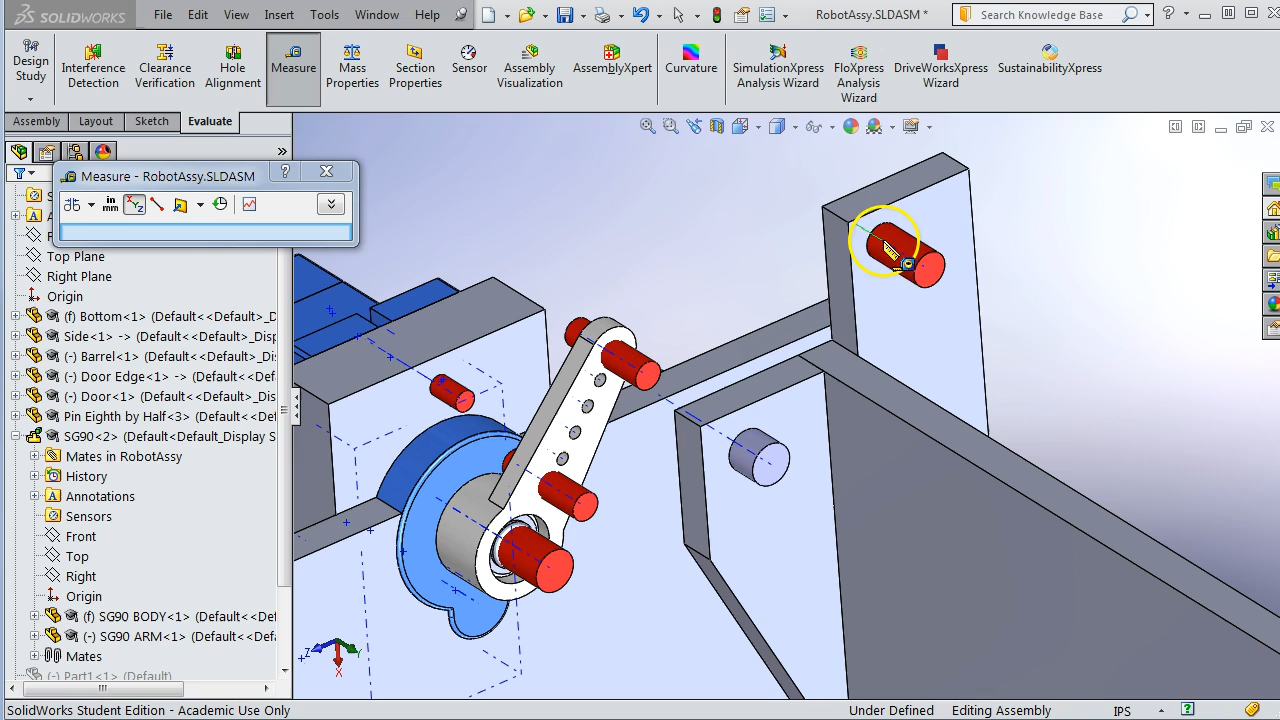 SOLIDWORKS File Edit View Insert Tools Window Help RobotAssy.SLDASM * Search Knowledge Base
Design Study
Interference Detection
Clearance Verification
Hole Alignment
Measure
Mass Properties
Section Properties
Sensor
Assembly Visualization
AssemblyXpert
Curvature
SimulationXpress Analysis Wizard
FloXpress Analysis Wizard
DriveWorksXpress Wizard
SustainabilityXpress
Assembly Layout Sketch Evaluate
Measure - RobotAssy.SLDASM
in
mm
XYZ
Top Plane
Right Plane
Origin
(f) Bottom<1> (Default<<Default>_D
Side<1> -> (Default<<Default>_Disp
(-) Barrel<1> (Default<<Default>_Di
(-) Door Edge<1> -> (Default<<Defa
(-) Door<1> (Default<<Default>_Dis
Pin Eighth by Half<3> (Default<<De
SG90<2> (Default<Default_Display S
Mates in RobotAssy
History
Annotations
Sensors
Front
Top
Right
Origin
(f) SG90 BODY<1> (Default<<Def
(-) SG90 ARM<1> (Default<<Defa
Mates
(-) Part1<1> (Default)
Z Y
X
SolidWorks Student Edition - Academic Use Only Under Defined Editing Assembly IPS